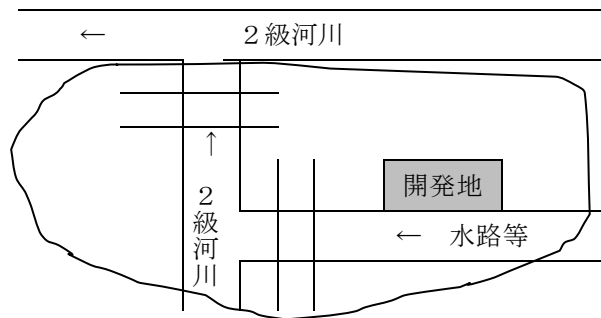 ← ２級河川
開発地
↑
２級河川
← 水路等